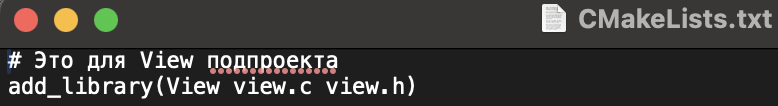 CMakeLists.txt
# Это для View подпроекта
add_library(View view.c view.h)